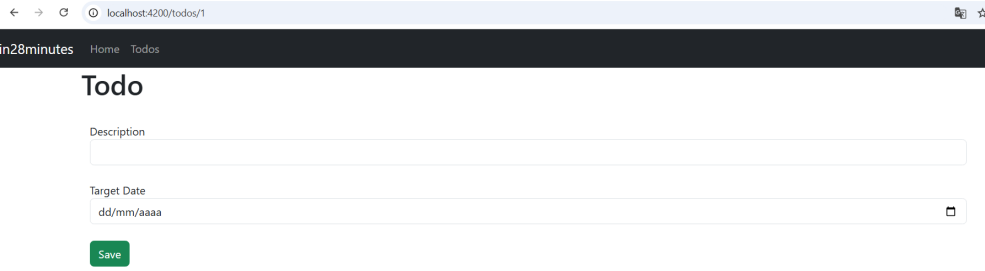 localhost:4200/todos/1
in28minutes Home Todos
Todo
Description
Target Date
dd/mm/aaaa
Save